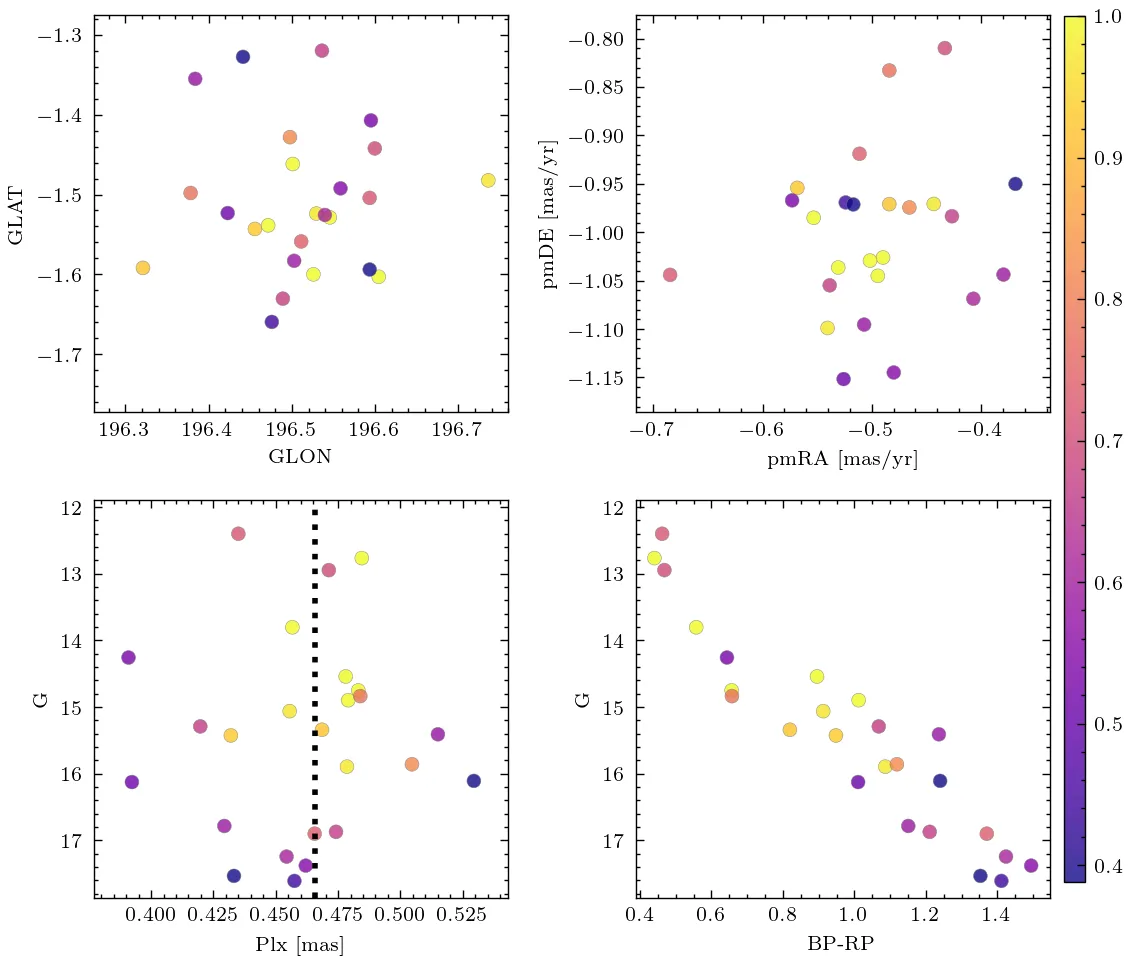 −1.3
−1.4
−1.5
−1.6
−1.7
GLAT
196.3 196.4 196.5 196.6 196.7
GLON
−0.80
−0.85
−0.90
−0.95
−1.00
−1.05
−1.10
−1.15
pmDE [mas/yr]
−0.7 −0.6 −0.5 −0.4
pmRA [mas/yr]
12
13
14
15
16
17
G
0.400 0.425 0.450 0.475 0.500 0.525
Plx [mas]
12
13
14
15
16
17
G
0.4 0.6 0.8 1.0 1.2 1.4
BP-RP
1.0
0.9
0.8
0.7
0.6
0.5
0.4